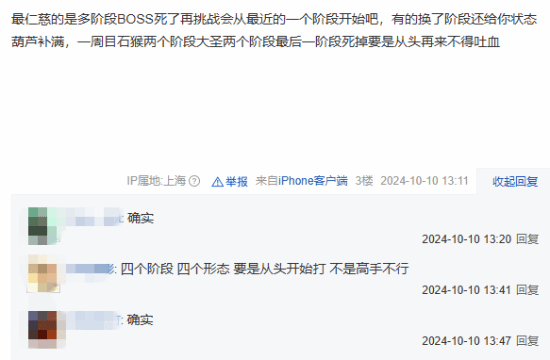 最仁慈的是多阶段BOSS死了再挑战会从最近的一个阶段开始吧，有的换了阶段还给你状态
葫芦补满，一周目石猴两个阶段大圣两个阶段最后一阶段死掉要是从头再来不得吐血
IP属地:上海 举报 来自iPhone客户端 3楼 2024-10-10 13:11 收起回复
: 确实
2024-10-10 13:20 回复
: 四个阶段 四个形态 要是从头开始打 不是高手不行
2024-10-10 13:41 回复
: 确实
2024-10-10 13:47 回复